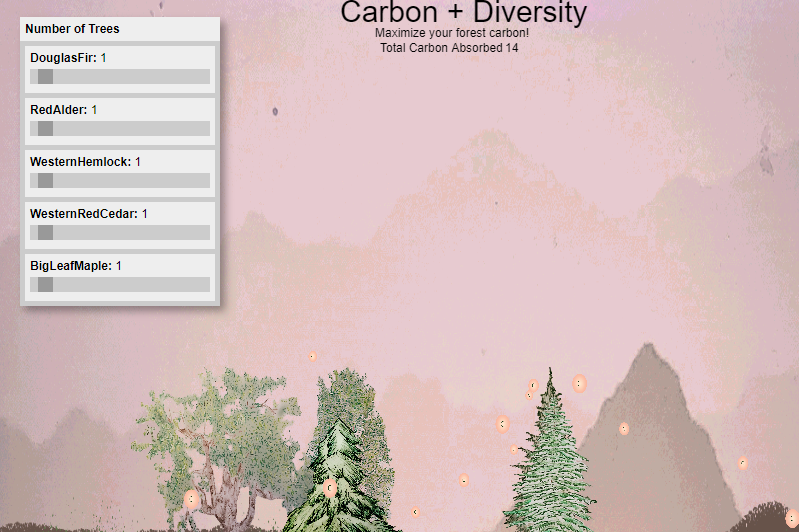 Carbon + Diversity
Maximize your forest carbon!
Total Carbon Absorbed 14
Number of Trees
DouglasFir: 1
RedAlder: 1
WesternHemlock: 1
WesternRedCedar: 1
BigLeafMaple: 1